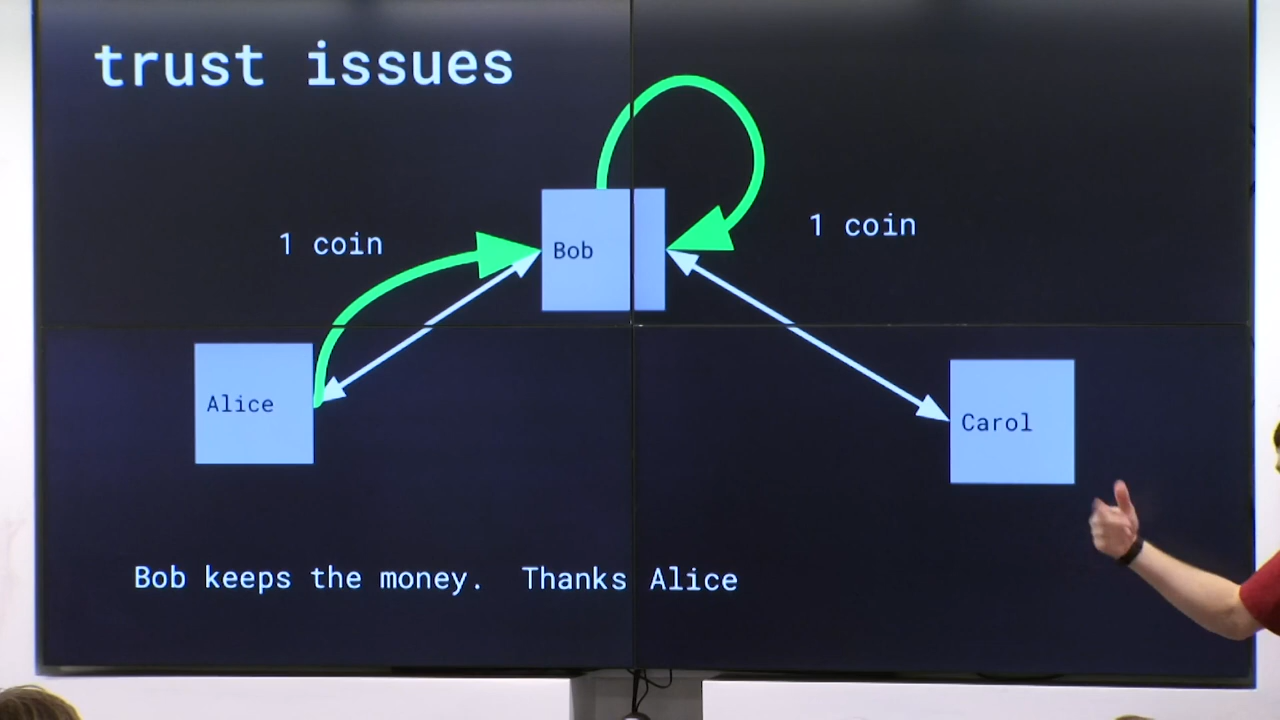 trust issues
1 coin
1 coin
Bob
Alice
Carol
Bob keeps the money. Thanks Alice